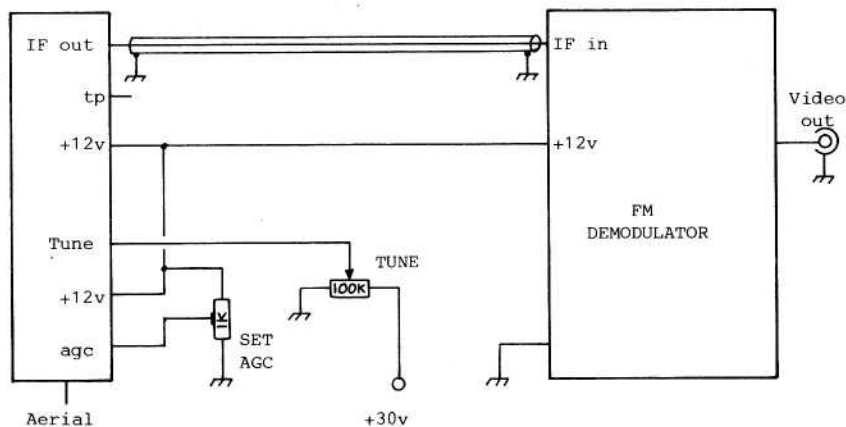 IF out
IF in
tp
Video
out
+12v
+12v
FM
DEMODULATOR
Tune
TUNE
100K
+12v
1K
SET
AGC
agc
Aerial
+30v